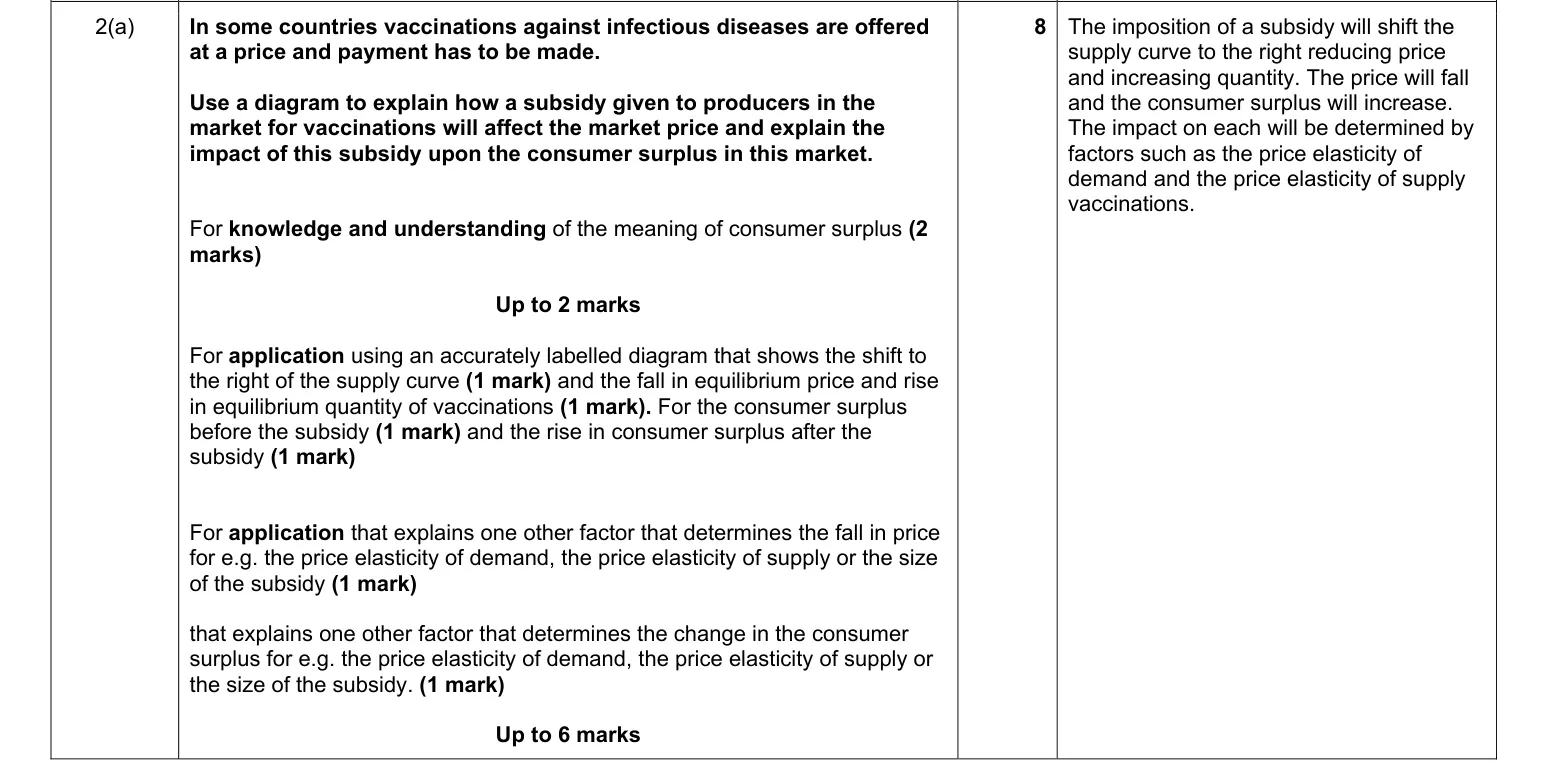 2(a)
In some countries vaccinations against infectious diseases are offered
at a price and payment has to be made.
Use a diagram to explain how a subsidy given to producers in the
market for vaccinations will affect the market price and explain the
impact of this subsidy upon the consumer surplus in this market.
For knowledge and understanding of the meaning of consumer surplus (2
marks)
Up to 2 marks
For application using an accurately labelled diagram that shows the shift to
the right of the supply curve (1 mark) and the fall in equilibrium price and rise
in equilibrium quantity of vaccinations (1 mark). For the consumer surplus
before the subsidy (1 mark) and the rise in consumer surplus after the
subsidy (1 mark)
For application that explains one other factor that determines the fall in price
for e.g. the price elasticity of demand, the price elasticity of supply or the size
of the subsidy (1 mark)
that explains one other factor that determines the change in the consumer
surplus for e.g. the price elasticity of demand, the price elasticity of supply or
the size of the subsidy. (1 mark)
Up to 6 marks
8
The imposition of a subsidy will shift the
supply curve to the right reducing price
and increasing quantity. The price will fall
and the consumer surplus will increase.
The impact on each will be determined by
factors such as the price elasticity of
demand and the price elasticity of supply
vaccinations.